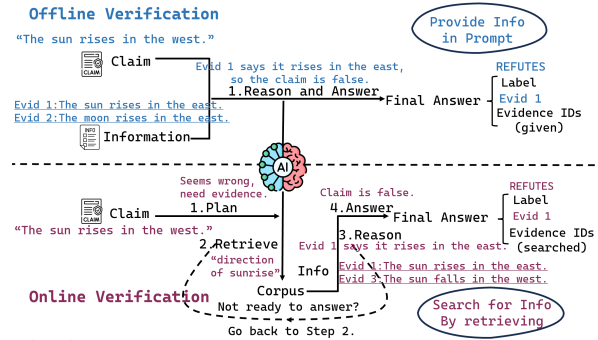 Offline Verification
Provide Info
in Prompt
“The sun rises in the west.”
CLAIM
Claim
Evid 1 says it rises in the east,
so the claim is false.
1.Reason and Answer
REFUTES
Label
Final Answer
Evid 1
Evidence IDs
(given)
Evid 1:The sun rises in the east.
Evid 2:The moon rises in the east.
INFO
Information
AI
Seems wrong,
need evidence.
Claim is false.
REFUTES
Label
CLAIM
Claim
1.Plan
4.Answer
Final Answer
Evid 1
“The sun rises in the west.”
Evidence IDs
(searched)
2.Retrieve
3.Reason
Evid 1 says it rises in the east.
“direction
of sunrise”
Info
Evid 1:The sun rises in the east.
Evid 3:The sun falls in the west.
Corpus
Online Verification
Not ready to answer?
Search for Info
By retrieving
Go back to Step 2.